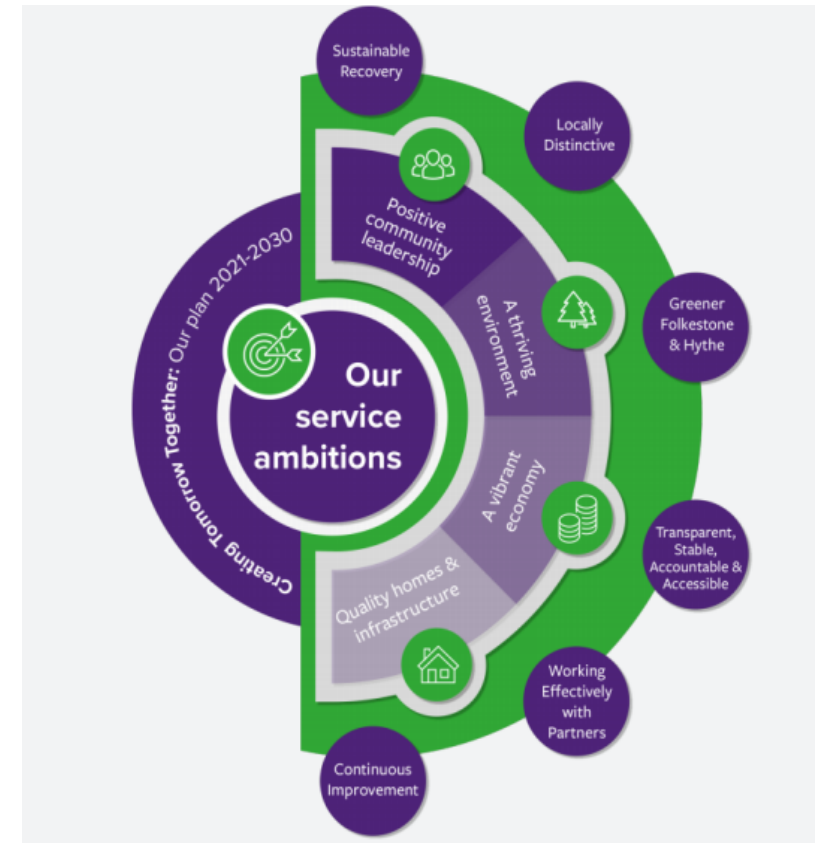 Sustainable
Recovery
Locally
Distinctive
Positive
community
leadership
Creating Tomorrow Together: Our plan 2021-2030
A thriving
environment
Greener
Folkestone
& Hythe
Our
service
ambitions
A vibrant
economy
Transparent,
Stable,
Accountable &
Accessible
Quality homes &
infrastructure
Working
Effectively
with
Partners
Continuous
Improvement